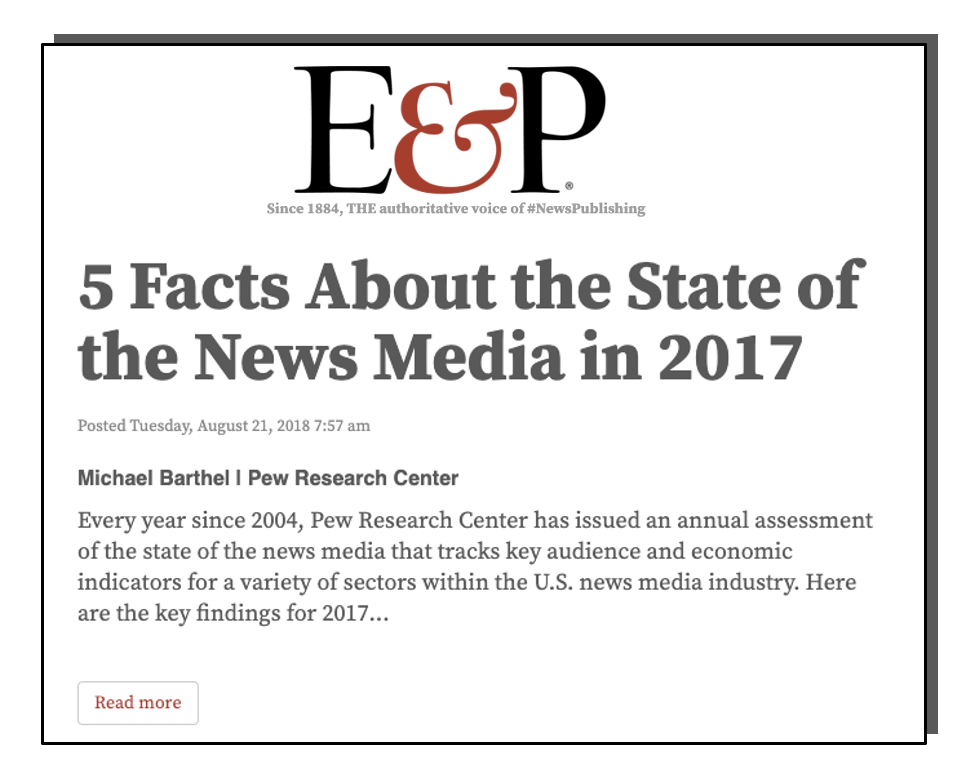 E&P®
Since 1884, THE authoritative voice of #NewsPublishing
5 Facts About the State of
the News Media in 2017
Posted Tuesday, August 21, 2018 7:57 am
Michael Barthel | Pew Research Center
Every year since 2004, Pew Research Center has issued an annual assessment
of the state of the news media that tracks key audience and economic
indicators for a variety of sectors within the U.S. news media industry. Here
are the key findings for 2017…
Read more